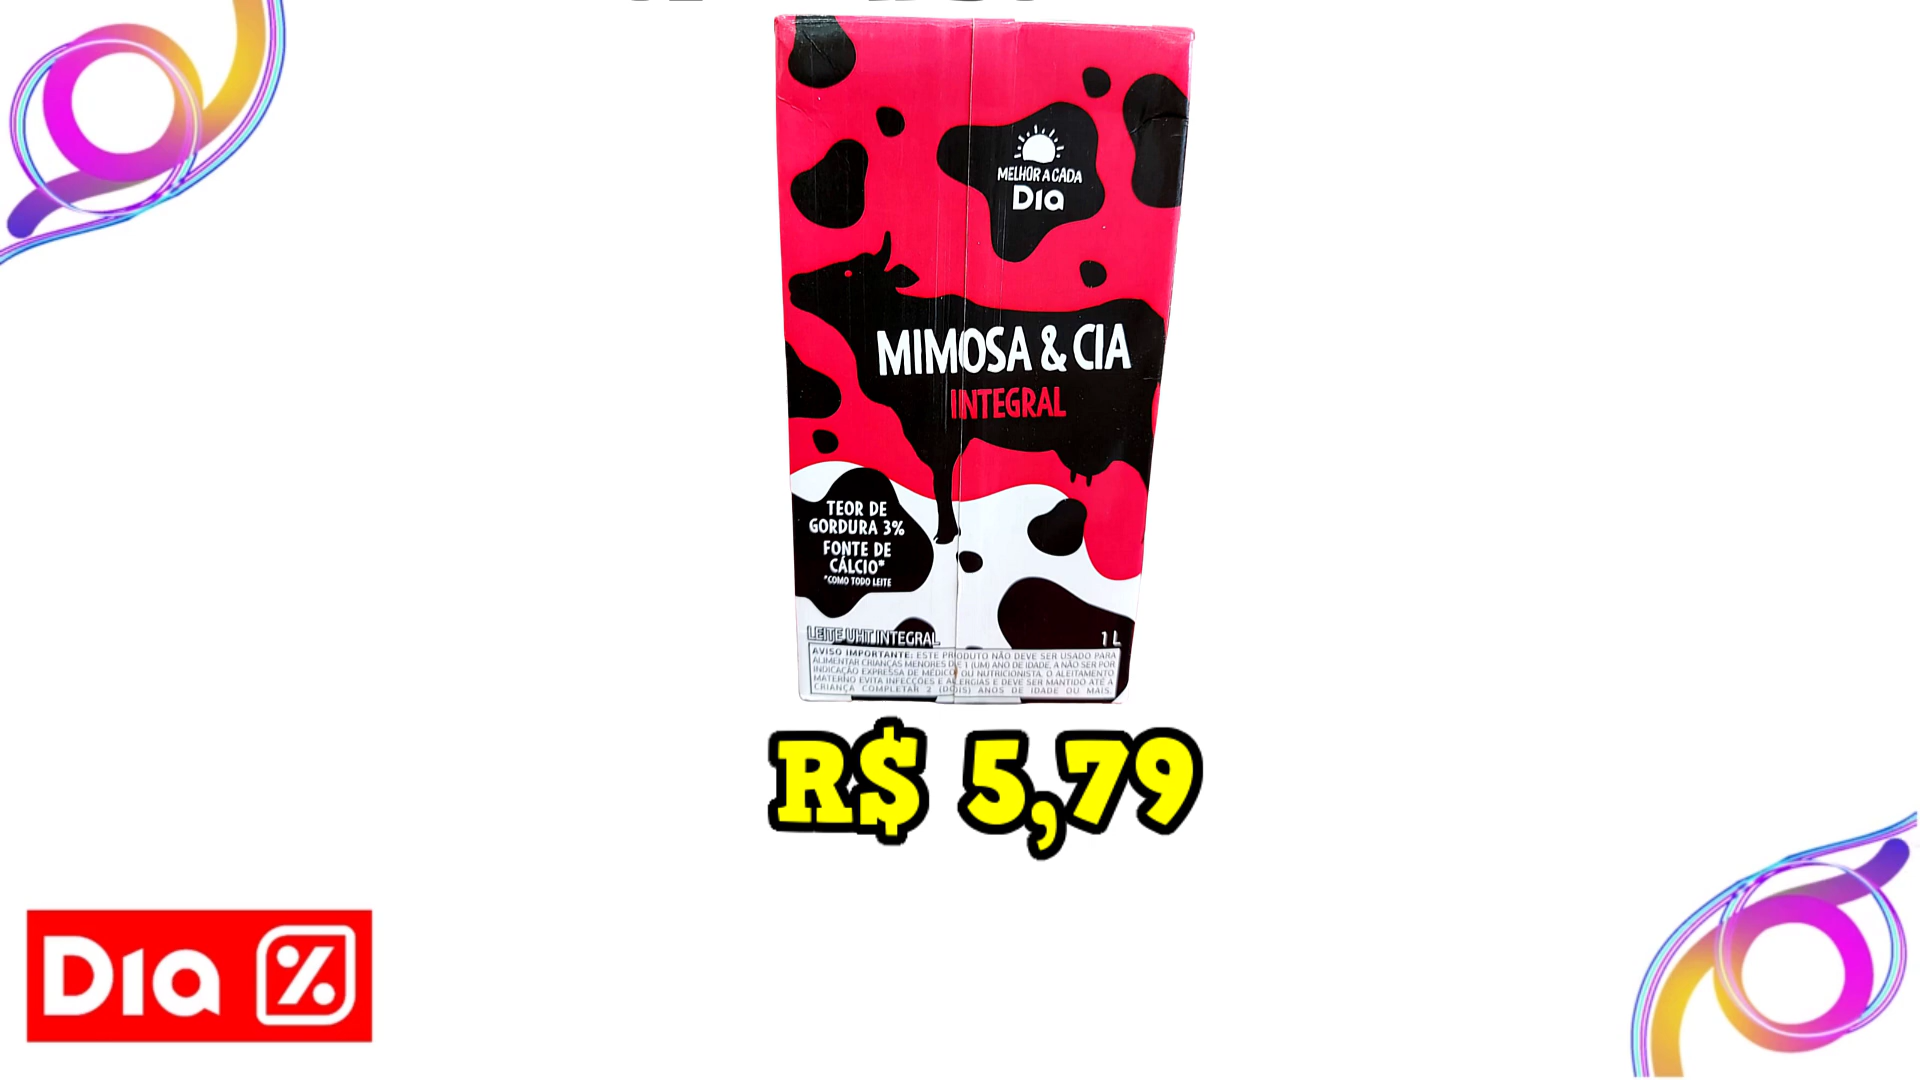 MELHOR A CADA
Dia
MIMOSA & CIA
INTEGRAL
TEOR DE
GORDURA 3%
FONTE DE
CÁLCIO*
*COMO TODO LEITE
LEITE UHT INTEGRAL
1 L
AVISO IMPORTANTE: ESTE PRODUTO NÃO DEVE SER USADO PARA
ALIMENTAR CRIANÇAS MENORES DE 1 (UM) ANO DE IDADE, A NÃO SER POR
INDICAÇÃO EXPRESSA DE MÉDICO OU NUTRICIONISTA. O ALEITAMENTO
MATERNO EVITA INFECÇÕES E ALERGIAS E DEVE SER MANTIDO ATÉ A
CRIANÇA COMPLETAR 2 (DOIS) ANOS DE IDADE OU MAIS.
R$ 5,79
Dia %